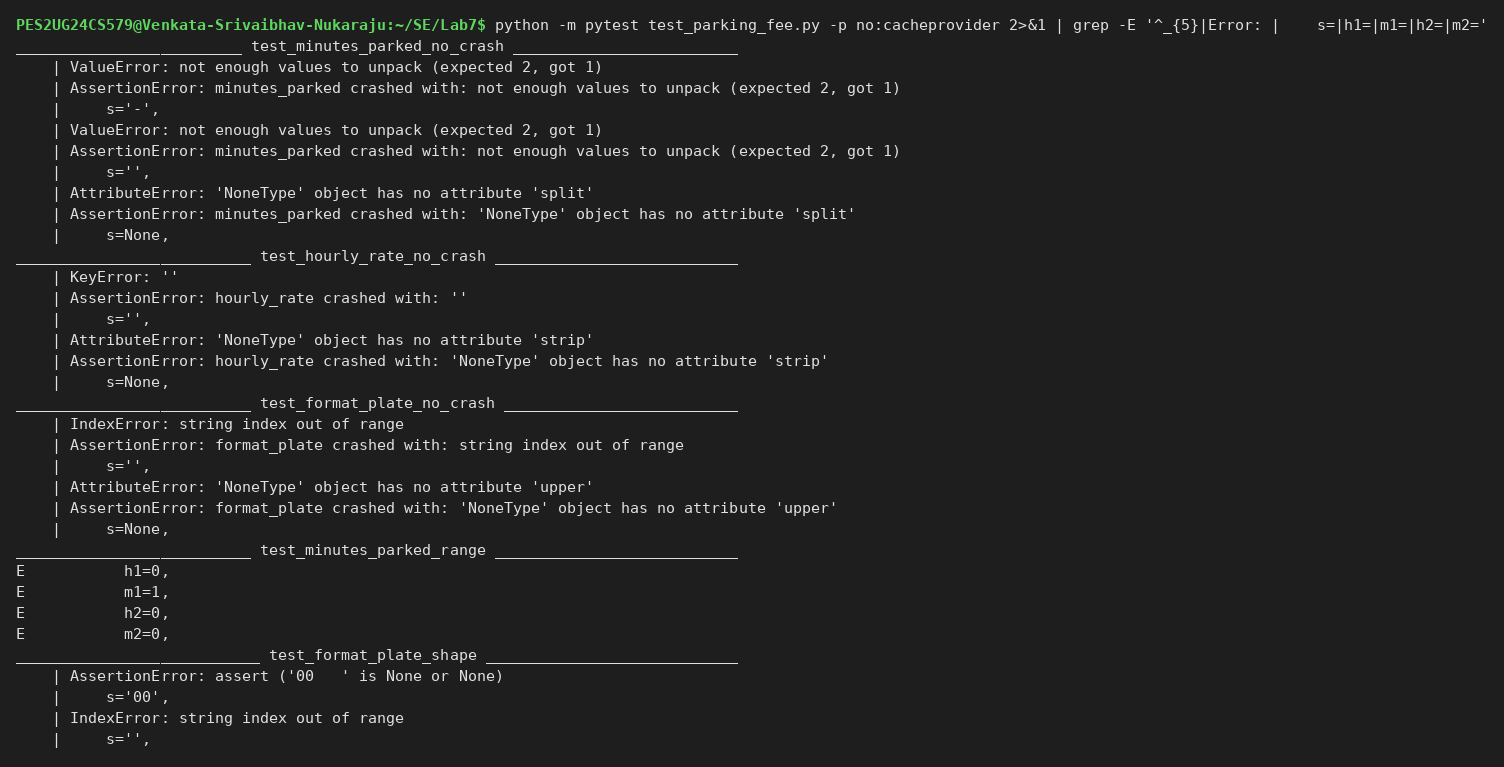 PES2UG24CS579@Venkata-Srivaibhav-Nukaraju:~/SE/Lab7$ python -m pytest test_parking_fee.py -p no:cacheprovider 2>&1 | grep -E '^_{5}|Error: |    s=|h1=|m1=|h2=|m2='
_________________________ test_minutes_parked_no_crash _________________________
    | ValueError: not enough values to unpack (expected 2, got 1)
    | AssertionError: minutes_parked crashed with: not enough values to unpack (expected 2, got 1)
    |     s='-',
    | ValueError: not enough values to unpack (expected 2, got 1)
    | AssertionError: minutes_parked crashed with: not enough values to unpack (expected 2, got 1)
    |     s='',
    | AttributeError: 'NoneType' object has no attribute 'split'
    | AssertionError: minutes_parked crashed with: 'NoneType' object has no attribute 'split'
    |     s=None,
__________________________ test_hourly_rate_no_crash ___________________________
    | KeyError: ''
    | AssertionError: hourly_rate crashed with: ''
    |     s='',
    | AttributeError: 'NoneType' object has no attribute 'strip'
    | AssertionError: hourly_rate crashed with: 'NoneType' object has no attribute 'strip'
    |     s=None,
__________________________ test_format_plate_no_crash __________________________
    | IndexError: string index out of range
    | AssertionError: format_plate crashed with: string index out of range
    |     s='',
    | AttributeError: 'NoneType' object has no attribute 'upper'
    | AssertionError: format_plate crashed with: 'NoneType' object has no attribute 'upper'
    |     s=None,
__________________________ test_minutes_parked_range ___________________________
E           h1=0,
E           m1=1,
E           h2=0,
E           m2=0,
___________________________ test_format_plate_shape ____________________________
    | AssertionError: assert ('00   ' is None or None)
    |     s='00',
    | IndexError: string index out of range
    |     s='',